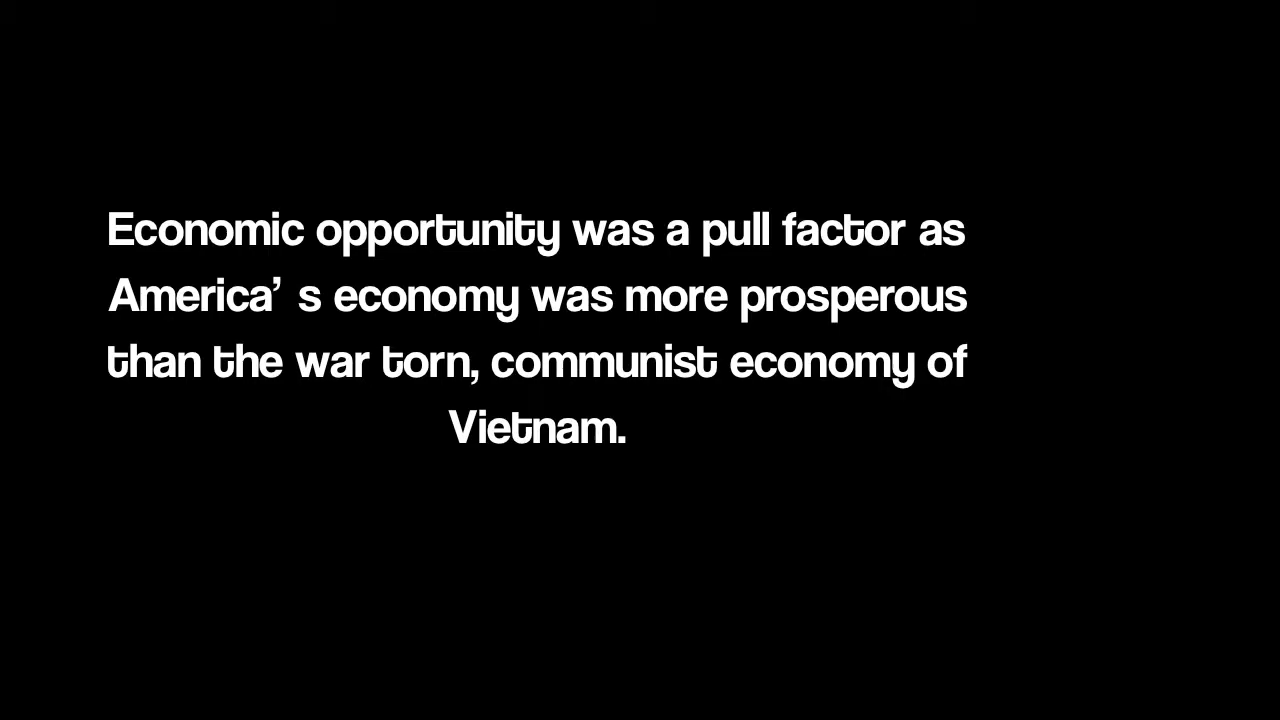 Economic opportunity was a pull factor as
America’ s economy was more prosperous
than the war torn, communist economy of
Vietnam.